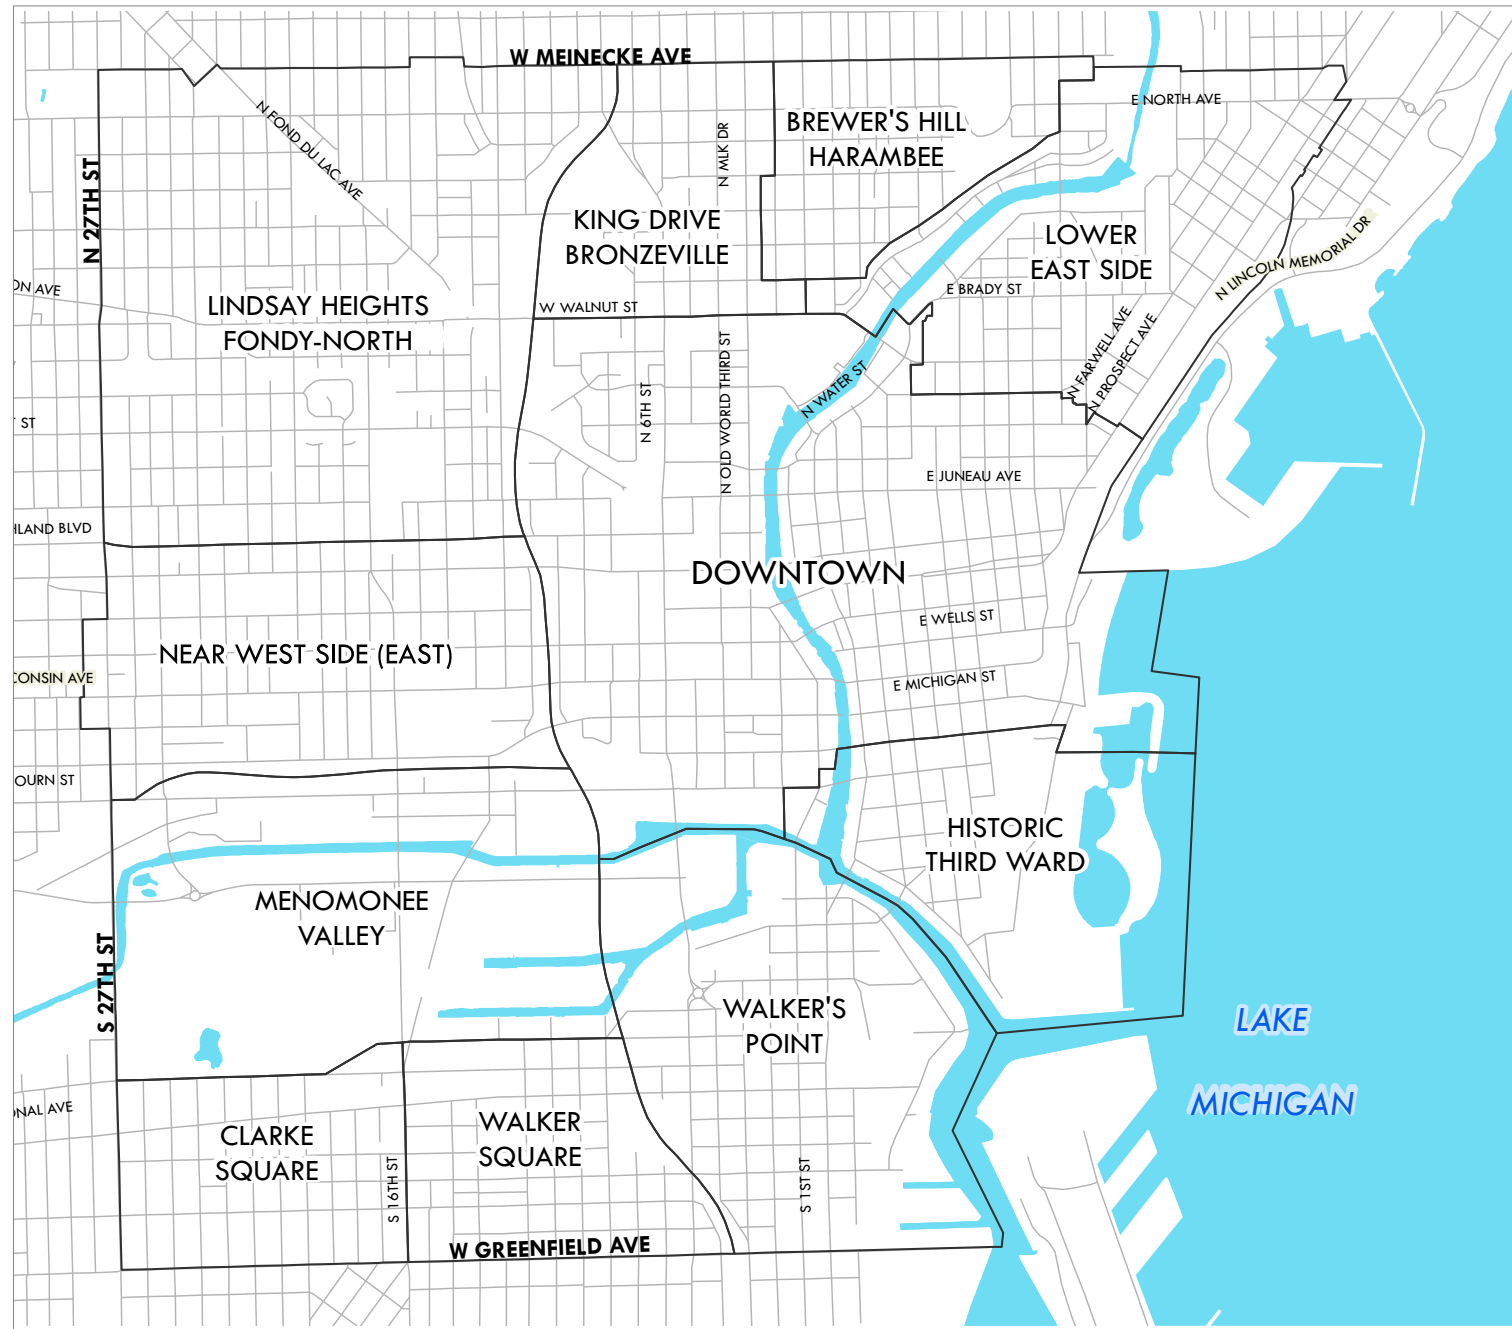 W MEINECKE AVE
E NORTH AVE
N FOND DU LAC AVE
N 27TH ST
N MLK DR
BREWER'S HILL
HARAMBEE
KING DRIVE
BRONZEVILLE
LOWER
EAST SIDE
N LINCOLN MEMORIAL DR
ON AVE
E BRADY ST
LINDSAY HEIGHTS
FONDY-NORTH
W WALNUT ST
N FARWELL AVE
N PROSPECT AVE
N OLD WORLD THIRD ST
N 6TH ST
N WATER ST
ST
E JUNEAU AVE
HLAND BLVD
DOWNTOWN
E WELLS ST
NEAR WEST SIDE (EAST)
CONSIN AVE
E MICHIGAN ST
OURN ST
HISTORIC
THIRD WARD
MENOMONEE
VALLEY
S 27TH ST
WALKER'S
POINT
LAKE
MICHIGAN
ONAL AVE
CLARKE
SQUARE
WALKER
SQUARE
S 16TH ST
S 1ST ST
W GREENFIELD AVE